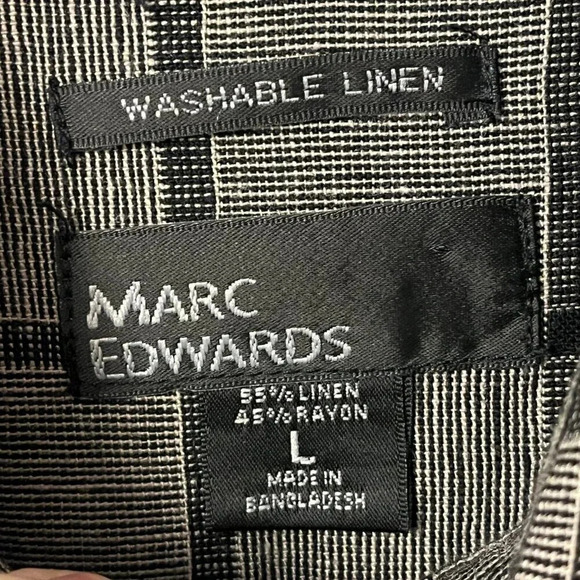 WASHABLE LINEN
MARC
EDWARDS
55% LINEN
45% RAYON
L
MADE IN
BANGLADESH